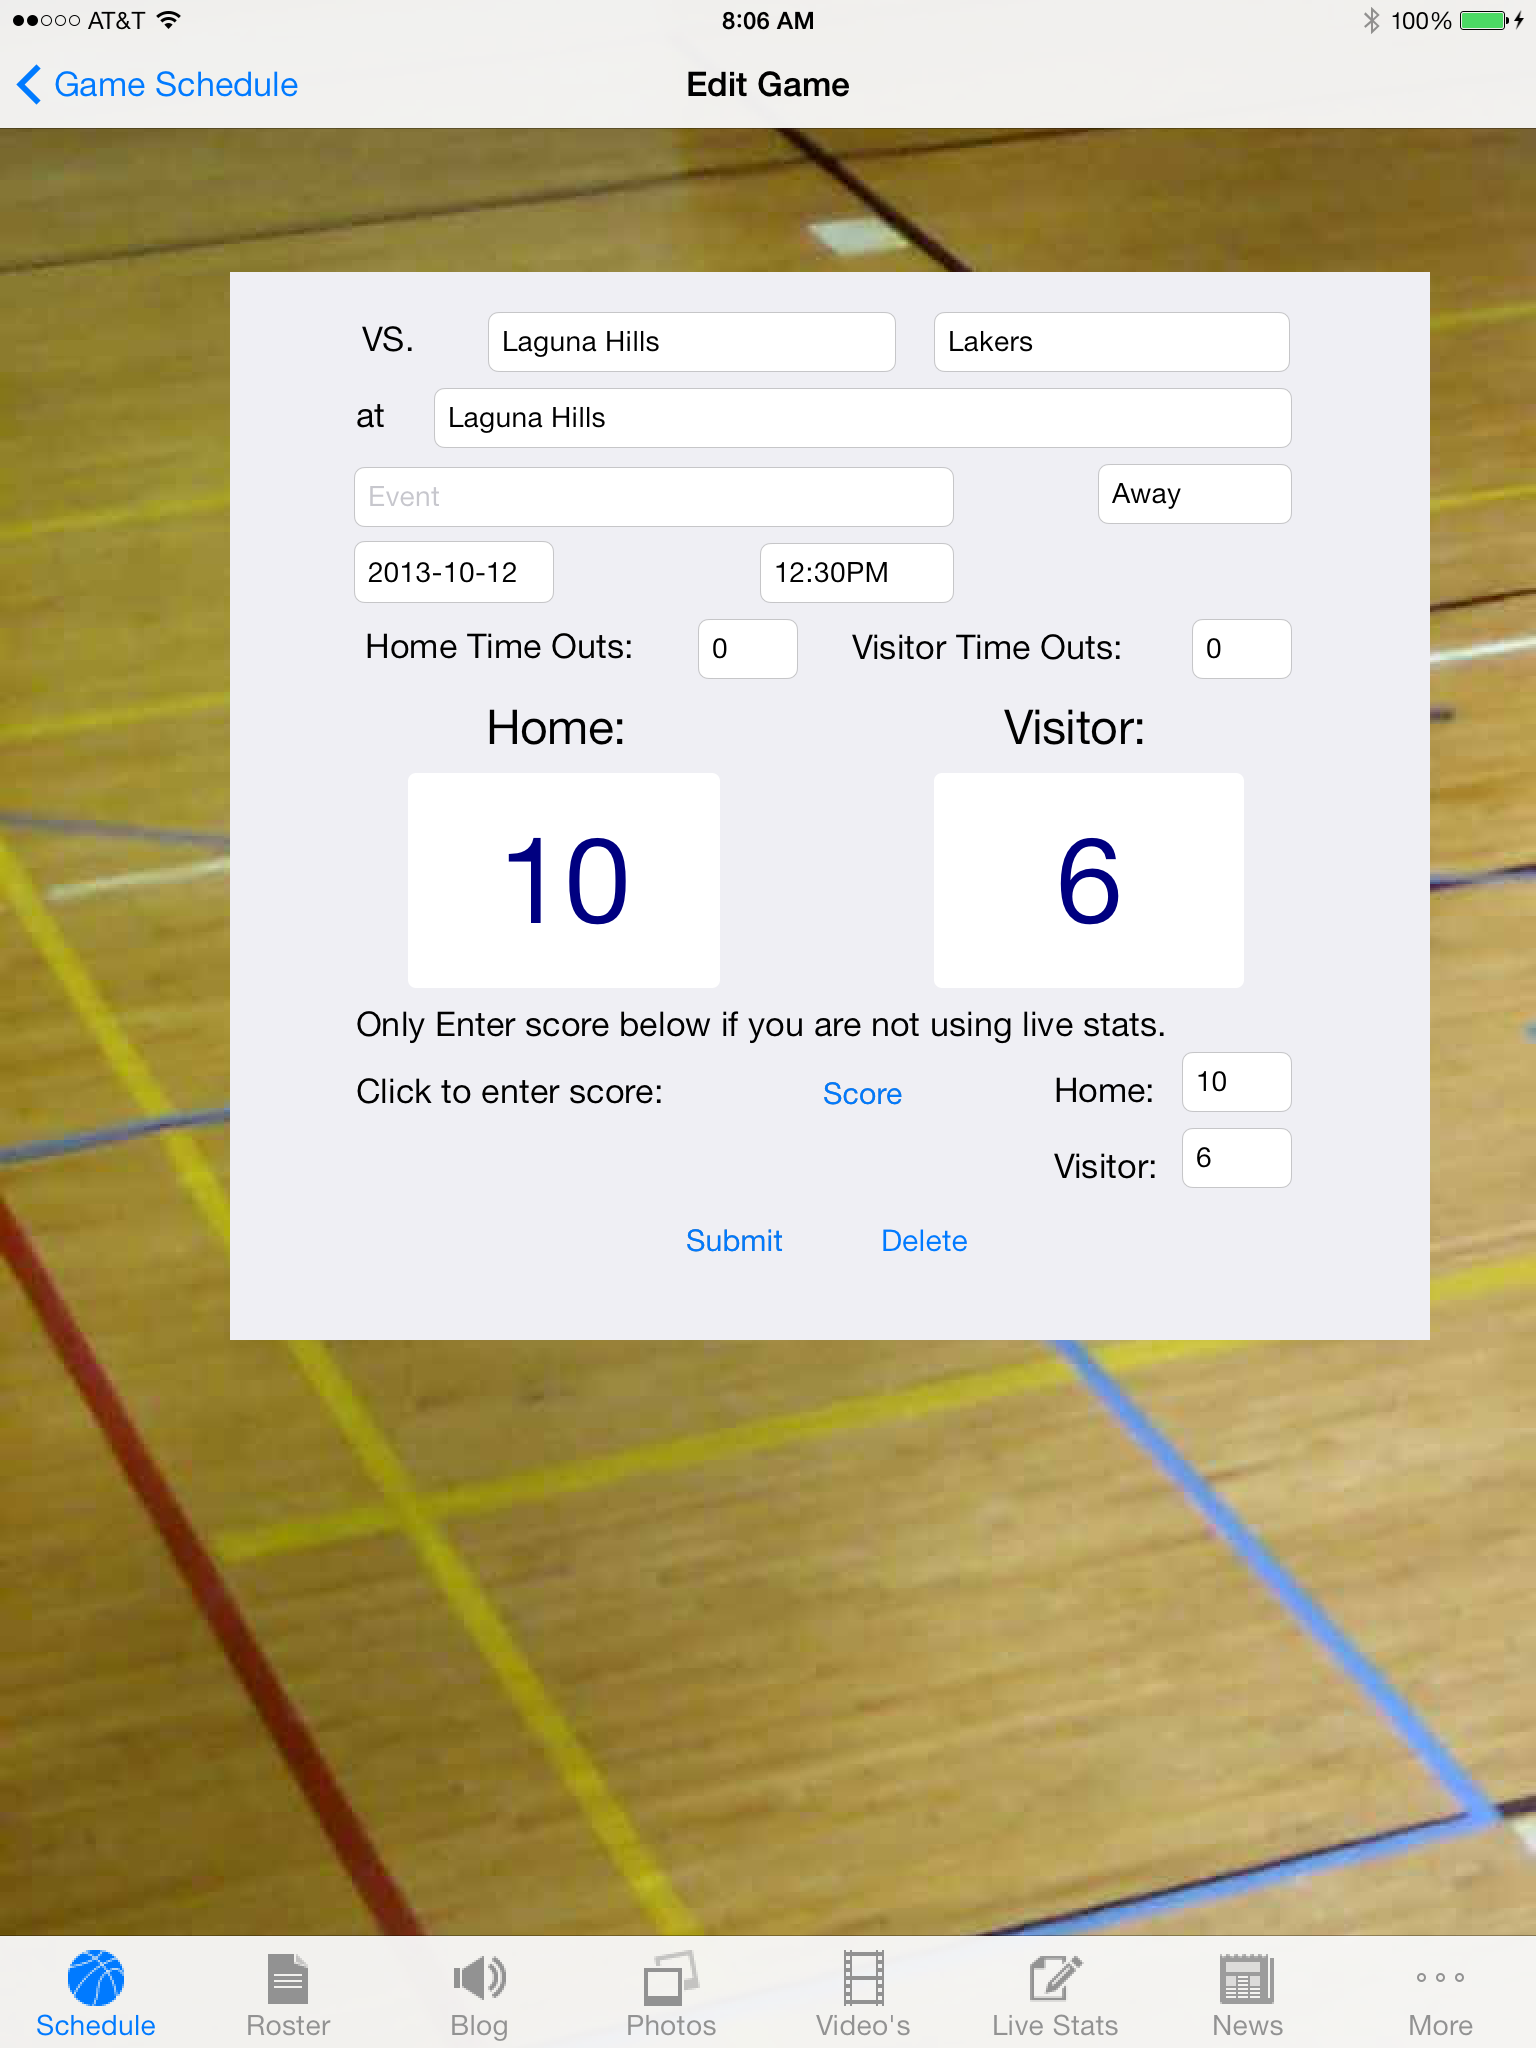 AT&T 8:06 AM 100%
Game Schedule Edit Game
VS. Laguna Hills Lakers
at Laguna Hills
Event Away
2013-10-12 12:30PM
Home Time Outs: 0 Visitor Time Outs: 0
Home: Visitor:
10 6
Only Enter score below if you are not using live stats.
Click to enter score: Score Home: 10
Visitor: 6
Submit Delete
Schedule Roster Blog Photos Video's Live Stats News More